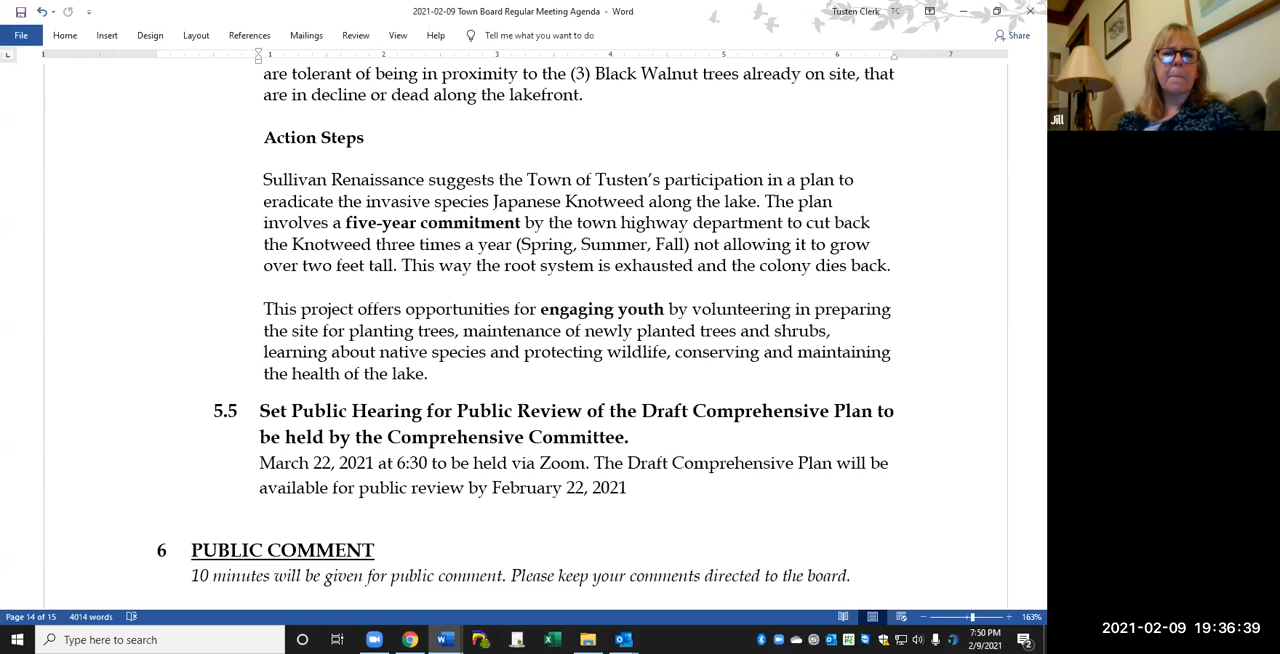 2021-02-09 Town Board Regular Meeting Agenda - Word
Tusten Clerk TC
File Home Insert Design Layout References Mailings Review View Help Tell me what you want to do Share
1 1 2 3 4 5 6 7
are tolerant of being in proximity to the (3) Black Walnut trees already on site, that
are in decline or dead along the lakefront.
Action Steps
Sullivan Renaissance suggests the Town of Tusten's participation in a plan to
eradicate the invasive species Japanese Knotweed along the lake. The plan
involves a five-year commitment by the town highway department to cut back
the Knotweed three times a year (Spring, Summer, Fall) not allowing it to grow
over two feet tall. This way the root system is exhausted and the colony dies back.
This project offers opportunities for engaging youth by volunteering in preparing
the site for planting trees, maintenance of newly planted trees and shrubs,
learning about native species and protecting wildlife, conserving and maintaining
the health of the lake.
5.5 Set Public Hearing for Public Review of the Draft Comprehensive Plan to
be held by the Comprehensive Committee.
March 22, 2021 at 6:30 to be held via Zoom. The Draft Comprehensive Plan will be
available for public review by February 22, 2021
6 PUBLIC COMMENT
10 minutes will be given for public comment. Please keep your comments directed to the board.
Jill
Page 14 of 15 4014 words 163%
Type here to search
7:50 PM
2/9/2021
2
2021-02-09 19:36:39